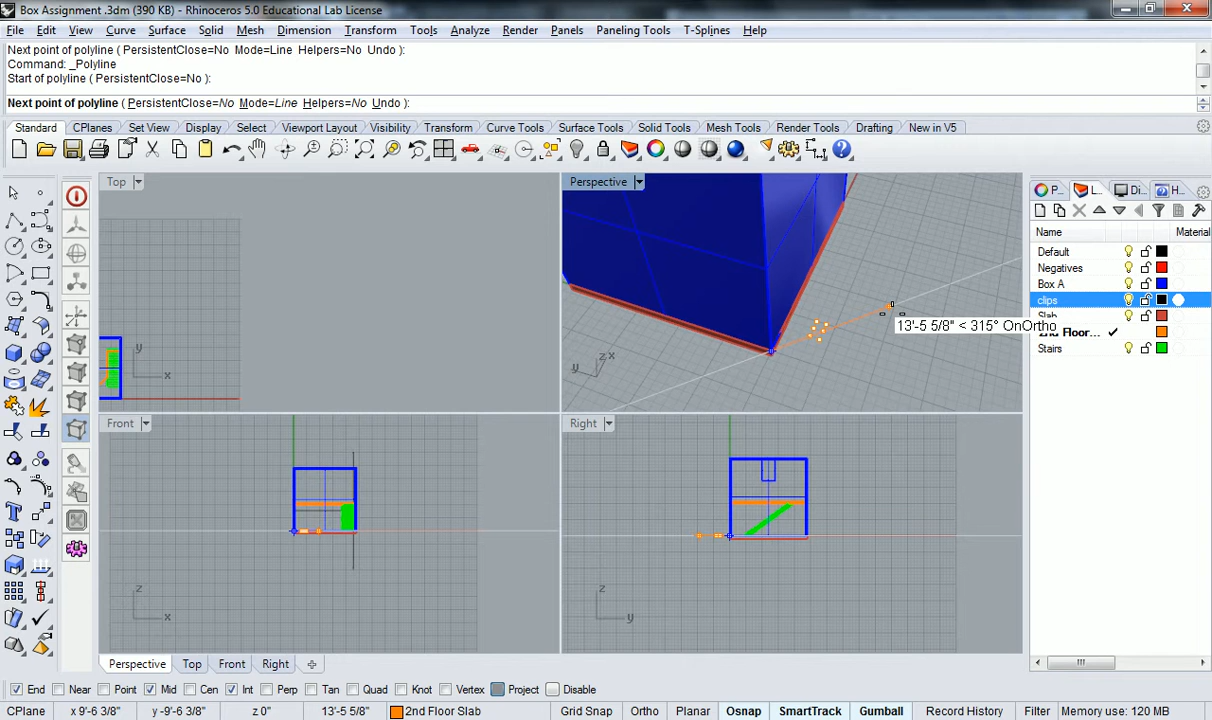 Box Assignment .3dm (390 KB) - Rhinoceros 5.0 Educational Lab License
File Edit View Curve Surface Solid Mesh Dimension Transform Tools Analyze Render Panels Paneling Tools T-Splines Help
Next point of polyline ( PersistentClose=No Mode=Line Helpers=No Undo ):
Command: _Polyline
Start of polyline ( PersistentClose=No ):
Next point of polyline ( PersistentClose=No Mode=Line Helpers=No Undo ):
Standard CPlanes Set View Display Select Viewport Layout Visibility Transform Curve Tools Surface Tools Solid Tools Mesh Tools Render Tools Drafting New in V5
Top
Perspective
P... L... Di... H...
Name Material
Default
Negatives
Box A
clips
Slab
2nd Floor...
Stairs
13'-5 5/8" < 315° OnOrtho
y
x
z x
y
Front
Right
z
x
z
y
Perspective Top Front Right
End Near Point Mid Cen Int Perp Tan Quad Knot Vertex Project Disable
CPlane x 9'-6 3/8" y -9'-6 3/8" z 0" 13'-5 5/8" 2nd Floor Slab Grid Snap Ortho Planar Osnap SmartTrack Gumball Record History Filter Memory use: 120 MB